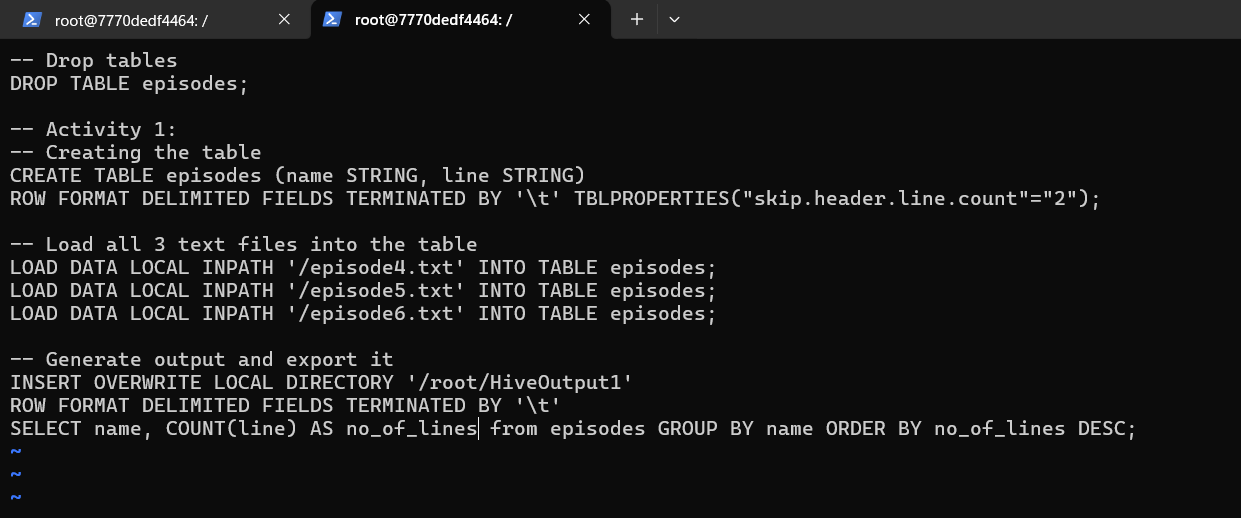 root@7770dedf4464: /
root@7770dedf4464: /
-- Drop tables
DROP TABLE episodes;
-- Activity 1:
-- Creating the table
CREATE TABLE episodes (name STRING, line STRING)
ROW FORMAT DELIMITED FIELDS TERMINATED BY '\t' TBLPROPERTIES("skip.header.line.count"="2");
-- Load all 3 text files into the table
LOAD DATA LOCAL INPATH '/episode4.txt' INTO TABLE episodes;
LOAD DATA LOCAL INPATH '/episode5.txt' INTO TABLE episodes;
LOAD DATA LOCAL INPATH '/episode6.txt' INTO TABLE episodes;
-- Generate output and export it
INSERT OVERWRITE LOCAL DIRECTORY '/root/HiveOutput1'
ROW FORMAT DELIMITED FIELDS TERMINATED BY '\t'
SELECT name, COUNT(line) AS no_of_lines from episodes GROUP BY name ORDER BY no_of_lines DESC;
~
~
~